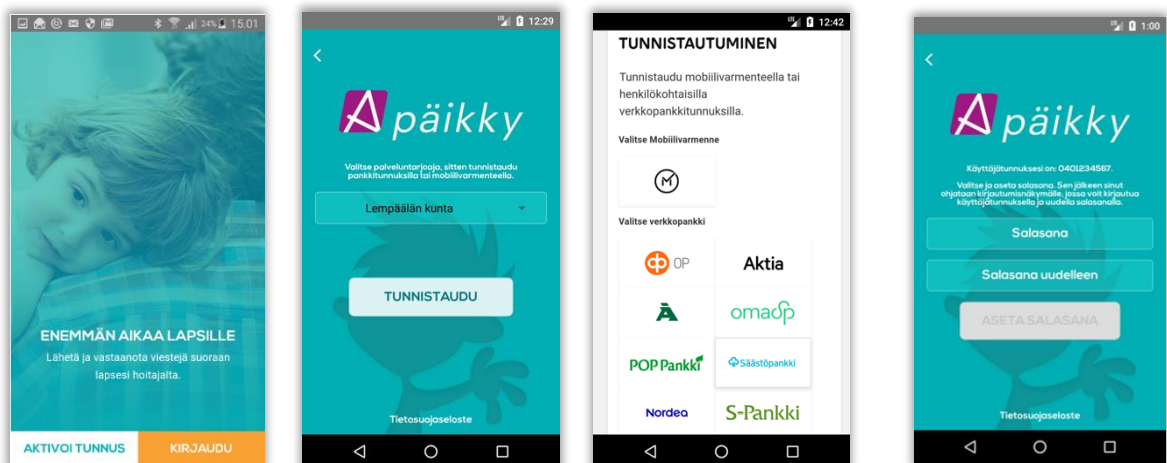 24% 15.01
ENEMMÄN AIKAA LAPSILLE
Lähetä ja vastaanota viestejä suoraan
lapsesi hoitajalta.
AKTIVOI TUNNUS
KIRJAUDU
LTE 12:29
päikky
Valitse palveluntarjoaja, sitten tunnistaudu
pankkitunnuksilla tai mobiilivarmenteella.
Lempäälän kunta
TUNNISTAUDU
Tietosuojaseloste
LTE 12:42
TUNNISTAUTUMINEN
Tunnistaudu mobiilivarmenteella tai
henkilökohtaisilla
verkkopankkitunnuksilla.
Valitse Mobiilivarmenne
Valitse verkkopankki
OP
Aktia
omasp
POP Pankki
Säästöpankki
Nordea
S-Pankki
LTE 1:00
päikky
Käyttäjätunnuksesi on: 0401234567.
Valitse ja aseta salasana. Sen jälkeen sinut
ohjataan kirjautumisnäkymälle, jossa voit kirjautua
käyttäjätunnuksella ja uudella salasanalla.
Salasana
Salasana uudelleen
ASETA SALASANA
Tietosuojaseloste